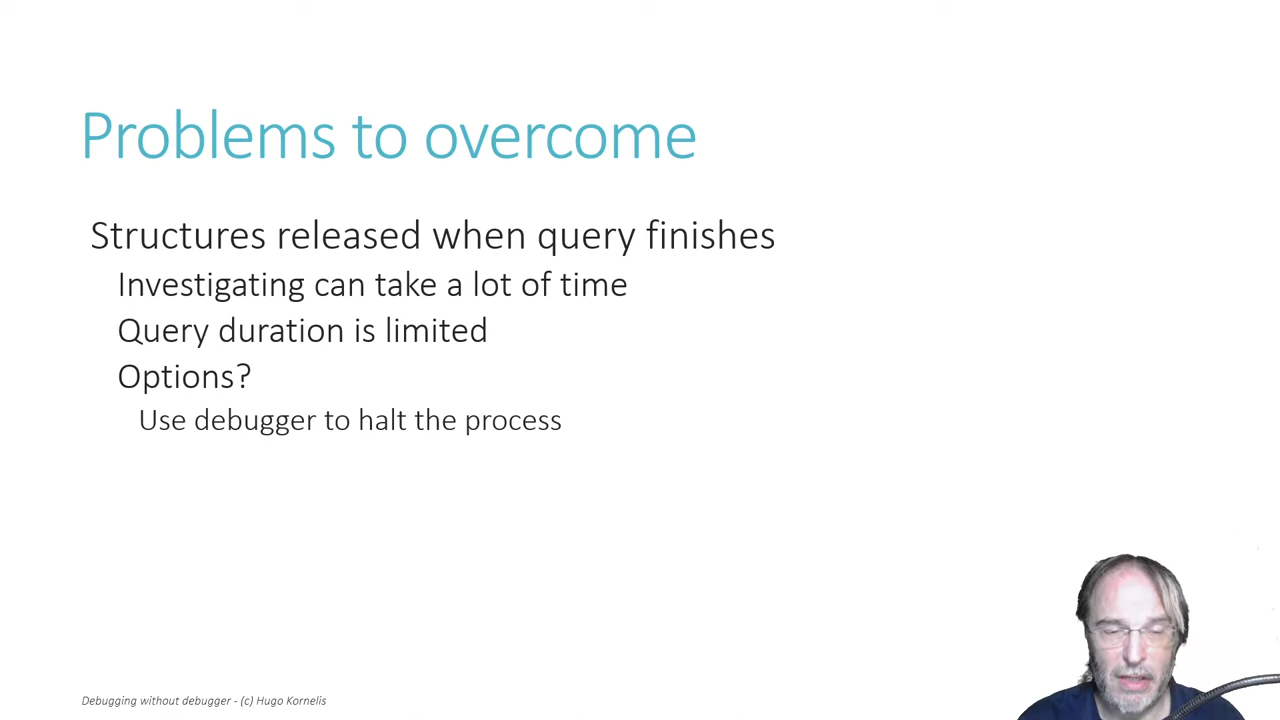 Problems to overcome
Structures released when query finishes
Investigating can take a lot of time
Query duration is limited
Options?
Use debugger to halt the process
Debugging without debugger - (c) Hugo Kornelis